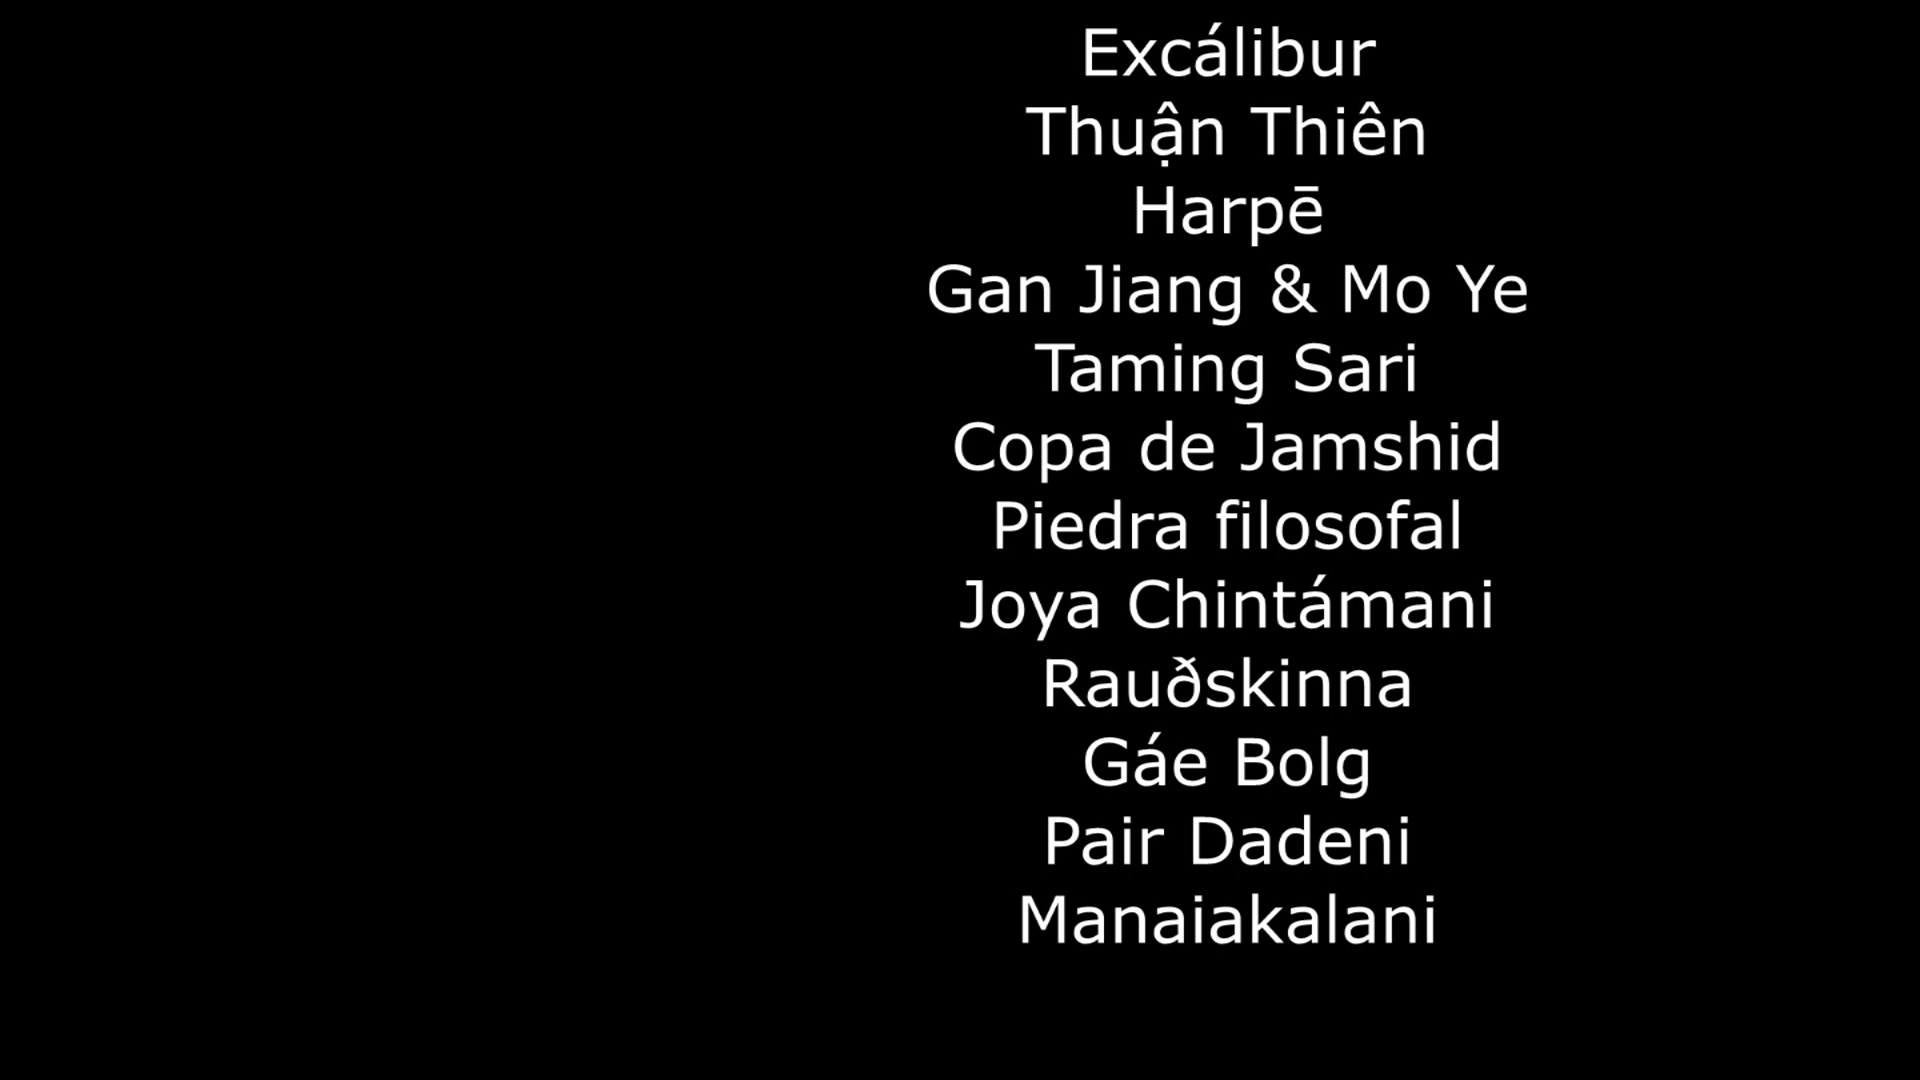 Excálibur
Thuận Thiên
Harpē
Gan Jiang & Mo Ye
Taming Sari
Copa de Jamshid
Piedra filosofal
Joya Chintámani
Rauðskinna
Gáe Bolg
Pair Dadeni
Manaiakalani